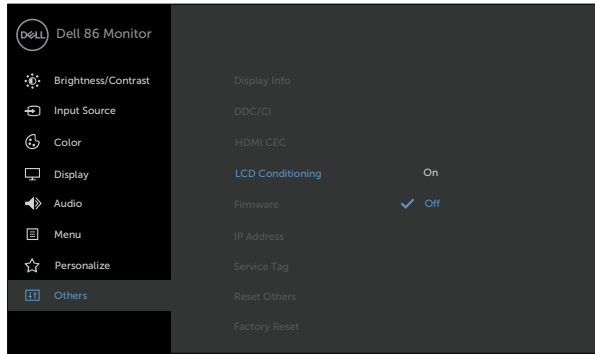 DELL Dell 86 Monitor
Brightness/Contrast
Input Source
Color
Display
Audio
Menu
Personalize
Others
Display Info
DDC/CI
HDMI CEC
LCD Conditioning On
Firmware Off
IP Address
Service Tag
Reset Others
Factory Reset